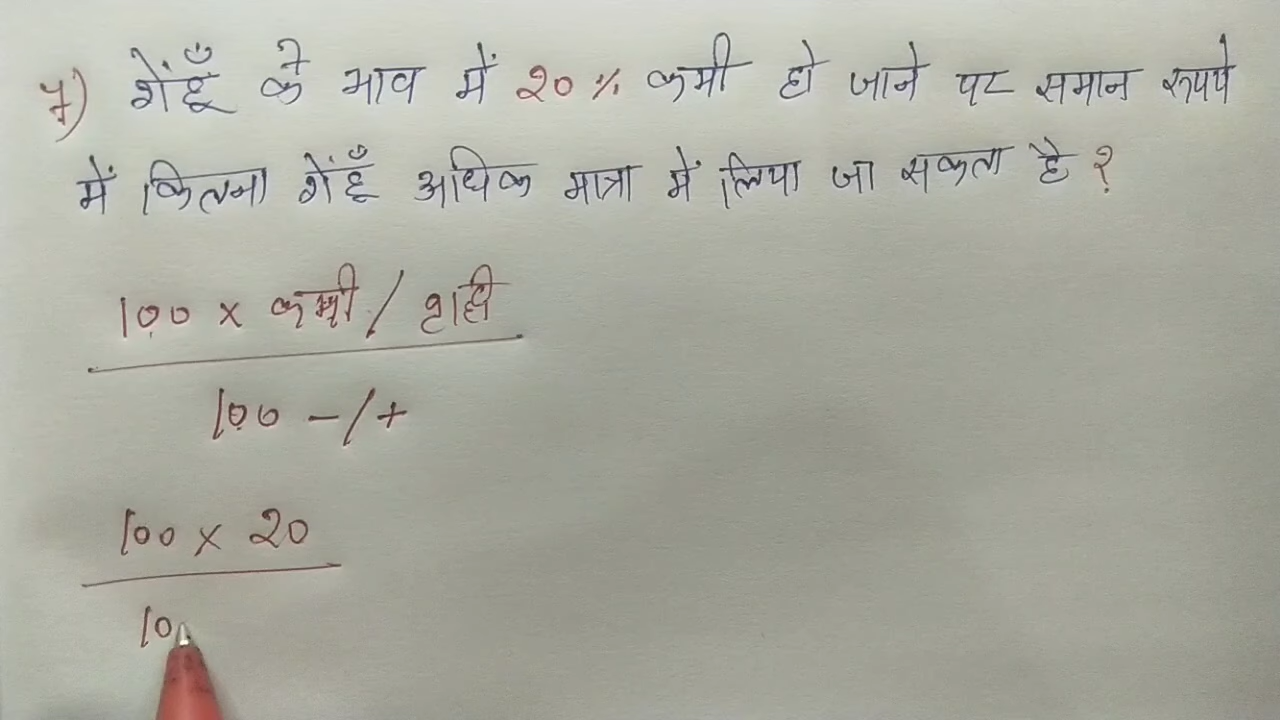 7) गेहूँ के भाव में 20% कमी हो जाने पर समान रुपये
में कितना गेहूँ अधिक मात्रा में लिया जा सकता है ?
100 x कमी / वृद्धि
100 - / +
100 x 20
10